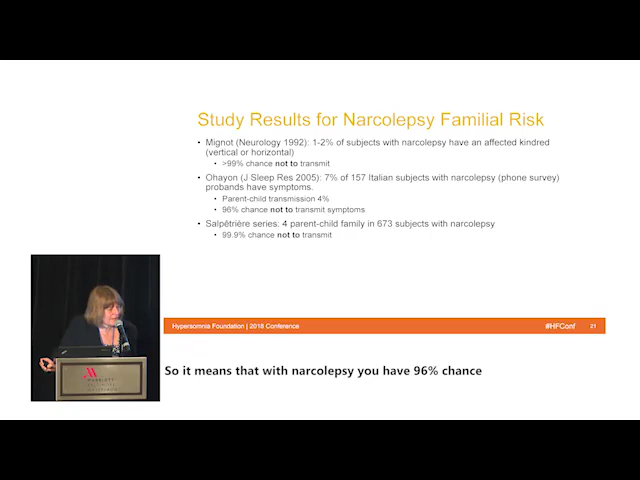 Study Results for Narcolepsy Familial Risk
• Mignot (Neurology 1992): 1-2% of subjects with narcolepsy have an affected kindred
(vertical or horizontal)
• >99% chance not to transmit
• Ohayon (J Sleep Res 2005): 7% of 157 Italian subjects with narcolepsy (phone survey)
probands have symptoms.
• Parent-child transmission 4%
• 96% chance not to transmit symptoms
• Salpêtrière series: 4 parent-child family in 673 subjects with narcolepsy
• 99.9% chance not to transmit
Hypersomnia Foundation | 2018 Conference
#HFConf
21
So it means that with narcolepsy you have 96% chance